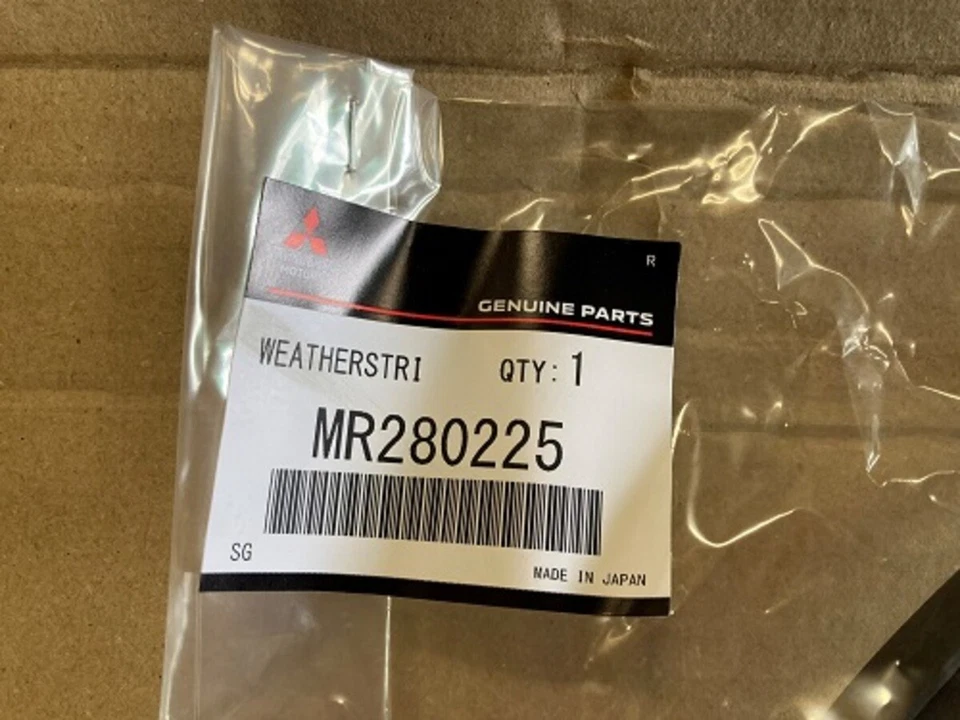 R
GENUINE PARTS
WEATHERSTRI QTY: 1
MR280225
SG
MADE IN JAPAN